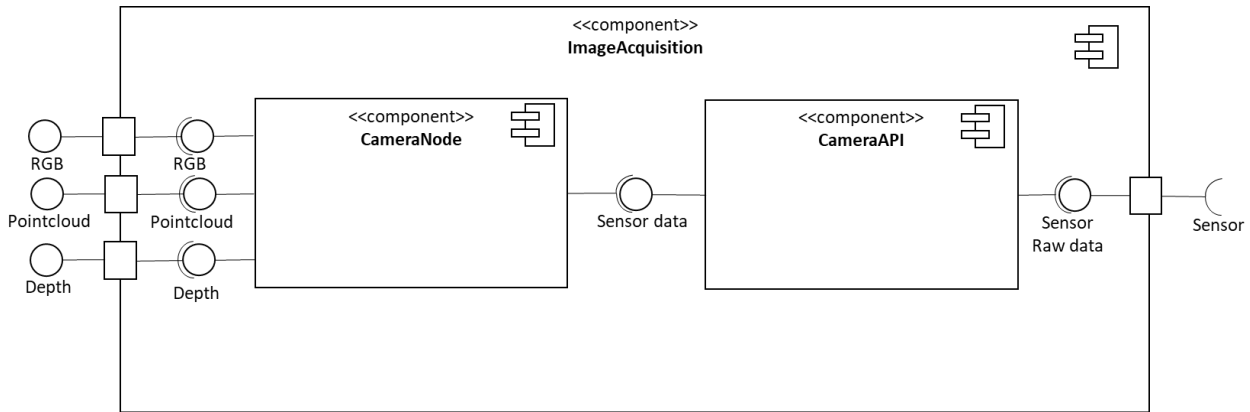 <<component>>
ImageAcquisition
<<component>>
CameraNode
<<component>>
CameraAPI
RGB
RGB
Pointcloud
Pointcloud
Depth
Depth
Sensor data
Sensor
Raw data
Sensor